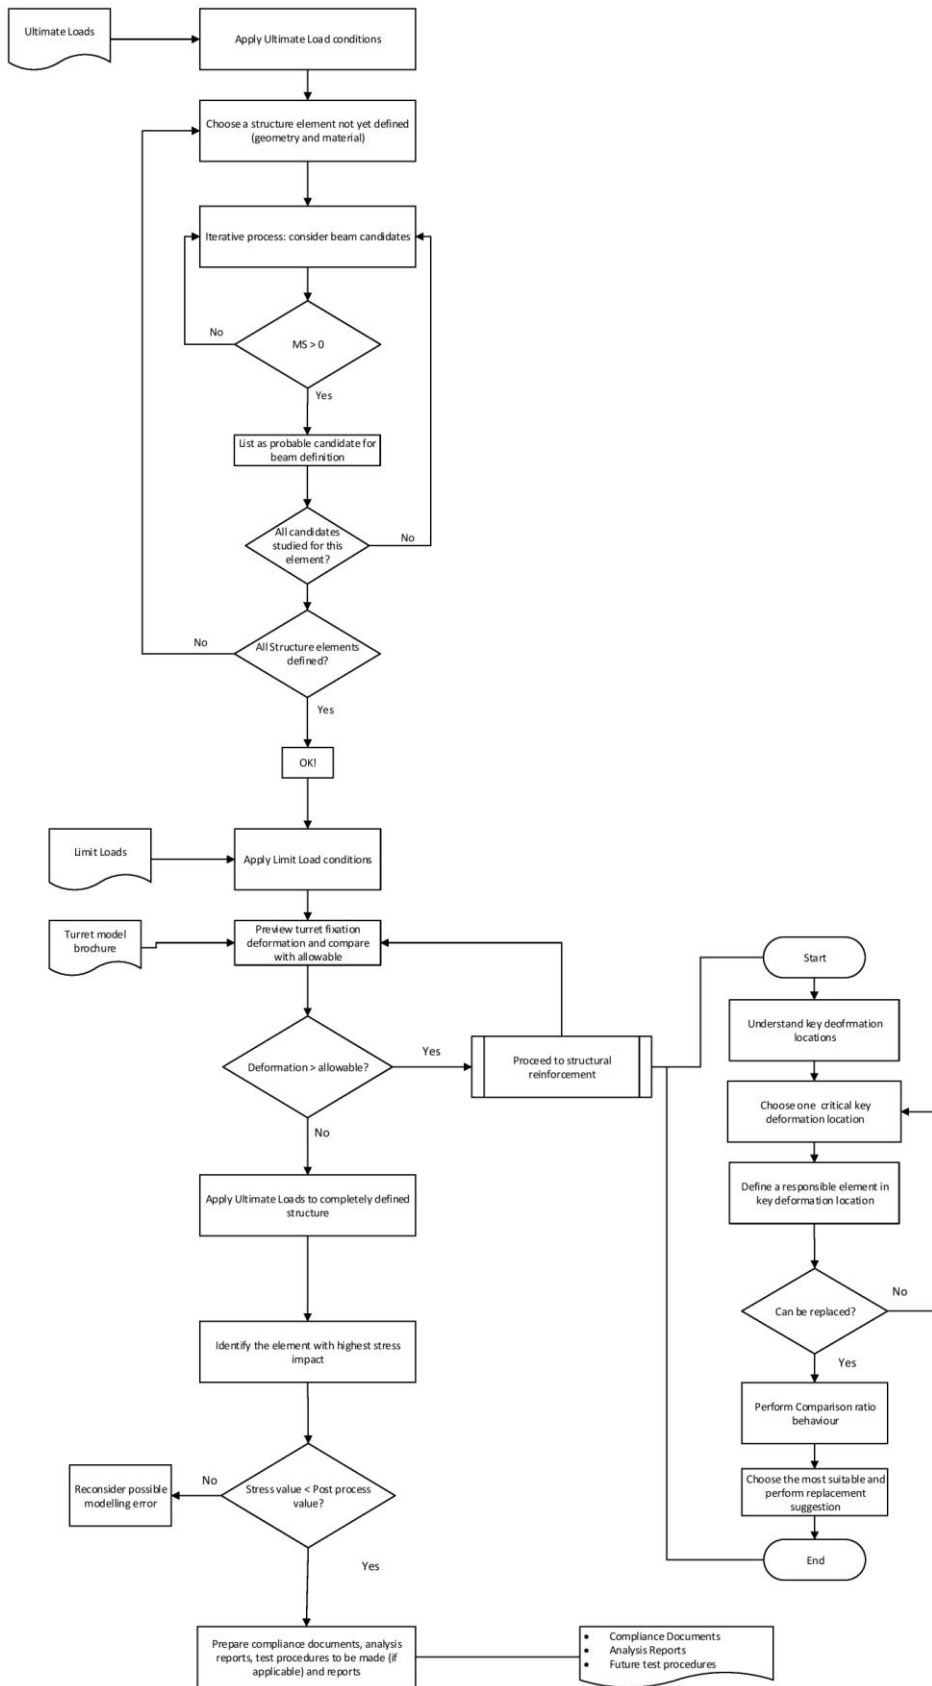 Ultimate Loads
Apply Ultimate Load conditions
Choose a structure element not yet defined
(geometry and material)
Iterative process: consider beam candidates
No
MS > 0
Yes
List as probable candidate for
beam definition
All candidates
studied for this
element?
No
No
All Structure elements
defined?
Yes
OK!
Limit Loads
Apply Limit Load conditions
Turret model
brochure
Preview turret fixation
deformation and compare
with allowable
Deformation > allowable?
Yes
Proceed to structural
reinforcement
No
Apply Ultimate Loads to completely defined
structure
Identify the element with highest stress
impact
Stress value < Post process
value?
No
Reconsider possible
modelling error
Yes
Prepare compliance documents, analysis
reports, test procedures to be made (if
applicable) and reports
• Compliance Documents
• Analysis Reports
• Future test procedures
Start
Understand key deofrmation
locations
Choose one critical key
deformation location
Define a responsible element in
key deformation location
Can be replaced?
No
Yes
Perform Comparison ratio
behaviour
Choose the most suitable and
perform replacement
suggestion
End